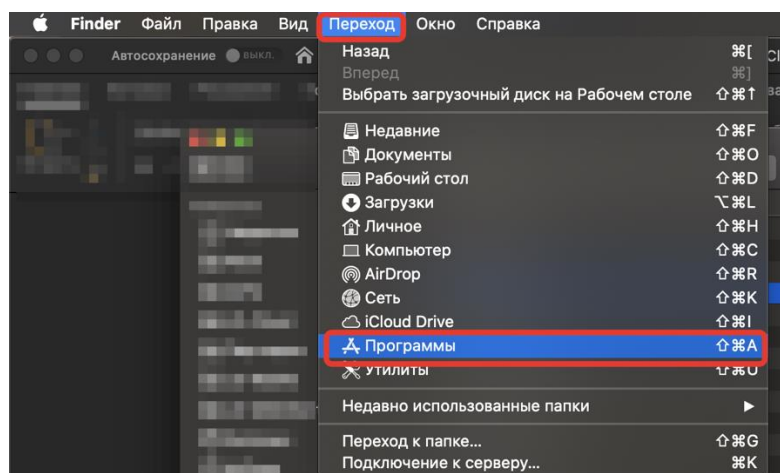 Finder Файл Правка Вид Переход Окно Справка
Автосохранение выкл.
Назад ⌘[
Вперед ⌘]
Выбрать загрузочный диск на Рабочем столе ⇧⌘↑
Недавние ⇧⌘F
Документы ⇧⌘O
Рабочий стол ⇧⌘D
Загрузки ⌥⌘L
Личное ⇧⌘H
Компьютер ⇧⌘C
AirDrop ⇧⌘R
Сеть ⇧⌘K
iCloud Drive ⇧⌘I
Программы ⇧⌘A
Утилиты ⇧⌘U
Недавно использованные папки
Переход к папке... ⇧⌘G
Подключение к серверу... ⌘K